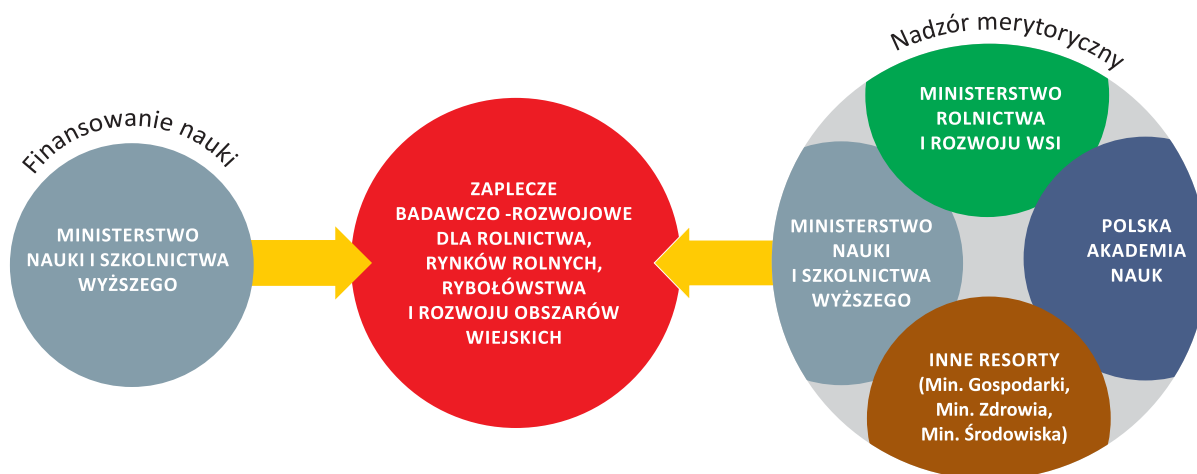 Finansowanie nauki
MINISTERSTWO
NAUKI I SZKOLNICTWA
WYŻSZEGO
ZAPLECZE
BADAWCZO -ROZWOJOWE
DLA ROLNICTWA,
RYNKÓW ROLNYCH,
RYBOŁÓWSTWA
I ROZWOJU OBSZARÓW
WIEJSKICH
Nadzór merytoryczny
MINISTERSTWO
ROLNICTWA
I ROZWOJU WSI
MINISTERSTWO
NAUKI
I SZKOLNICTWA
WYŻSZEGO
POLSKA
AKADEMIA
NAUK
INNE RESORTY
(Min. Gospodarki,
Min. Zdrowia,
Min. Środowiska)